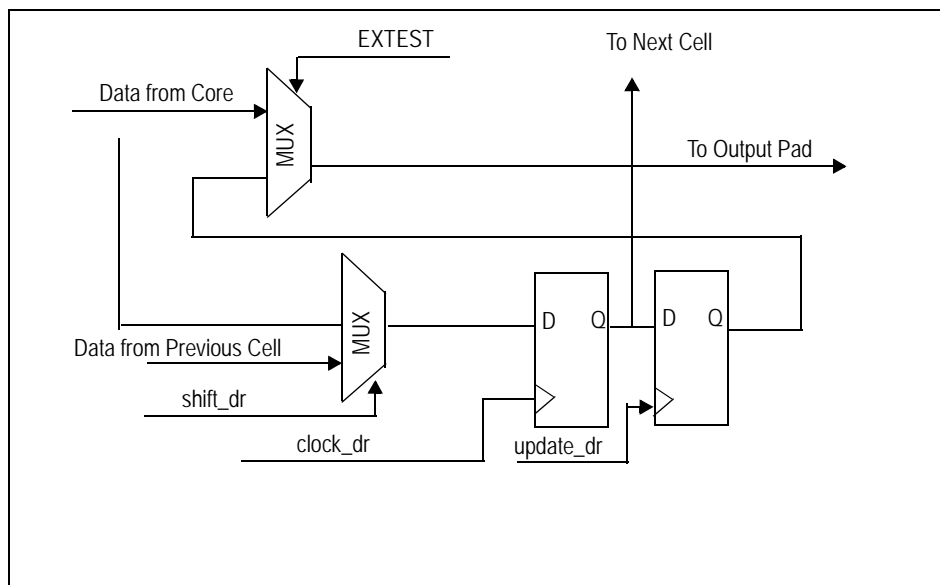 EXTEST
To Next Cell
Data from Core
MUX
To Output Pad
MUX
D Q
D Q
Data from Previous Cell
shift_dr
clock_dr
update_dr